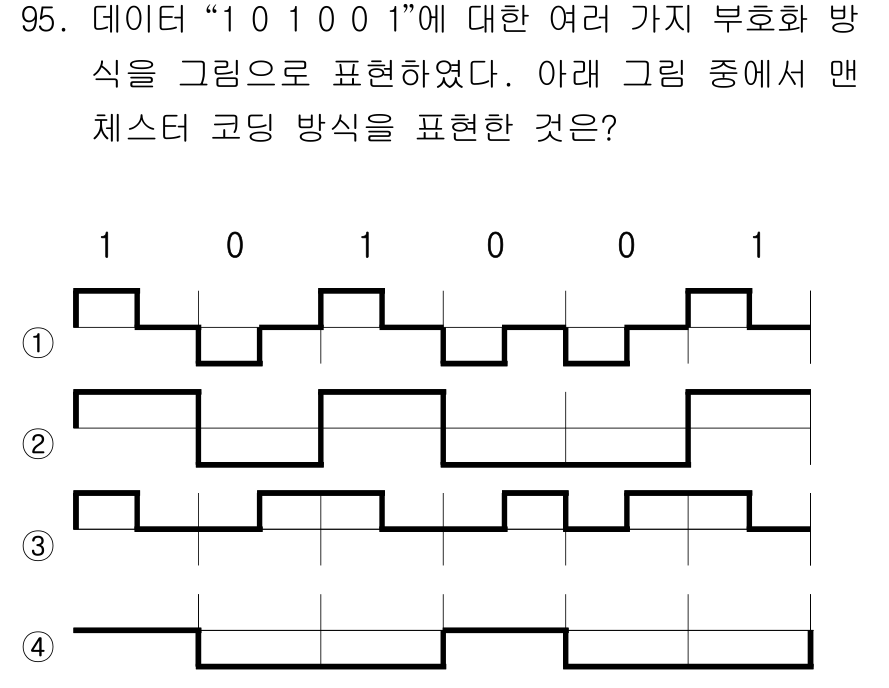 95. 데이터 “1 0 1 0 0 1”에 대한 여러 가지 부호화 방
식을 그림으로 표현하였다. 아래 그림 중에서 맨
체스터 코딩 방식을 표현한 것은?
1 0 1 0 0 1
①
②
③
④